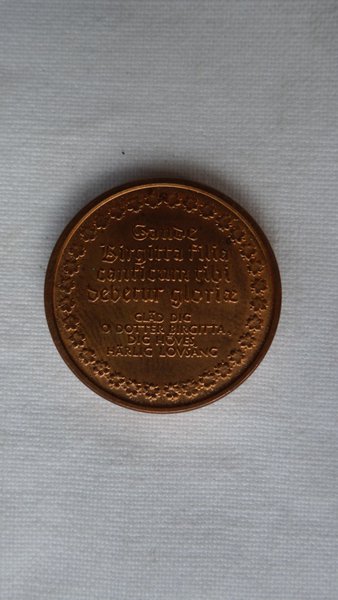 Gaude
Birgitta filia
canticum tibi
debetur gloriæ
GLÄD DIG
O DOTTER BIRGITTA,
DIG HÖVES
HÄRLIG LOVSÅNG